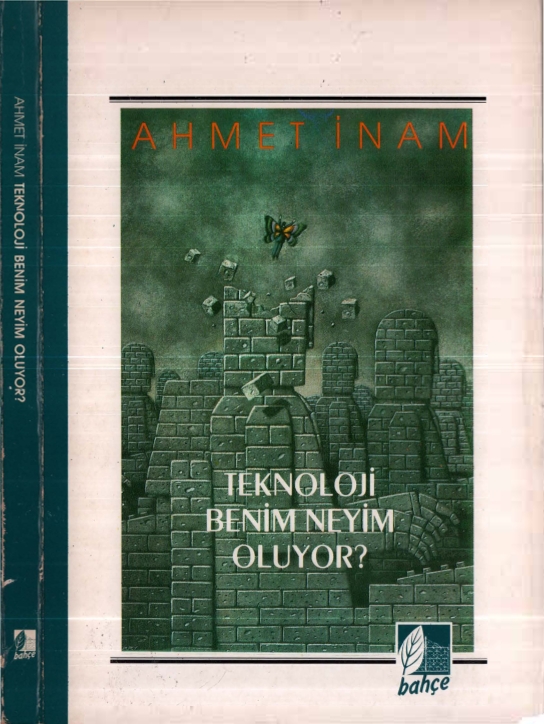 AHMET İNAM TEKNOLOJİ BENİM NEYİM OLUYOR?
bahçe
AHMET İNAM
TEKNOLOJİ
BENİM NEYİM
OLUYOR?
bahçe